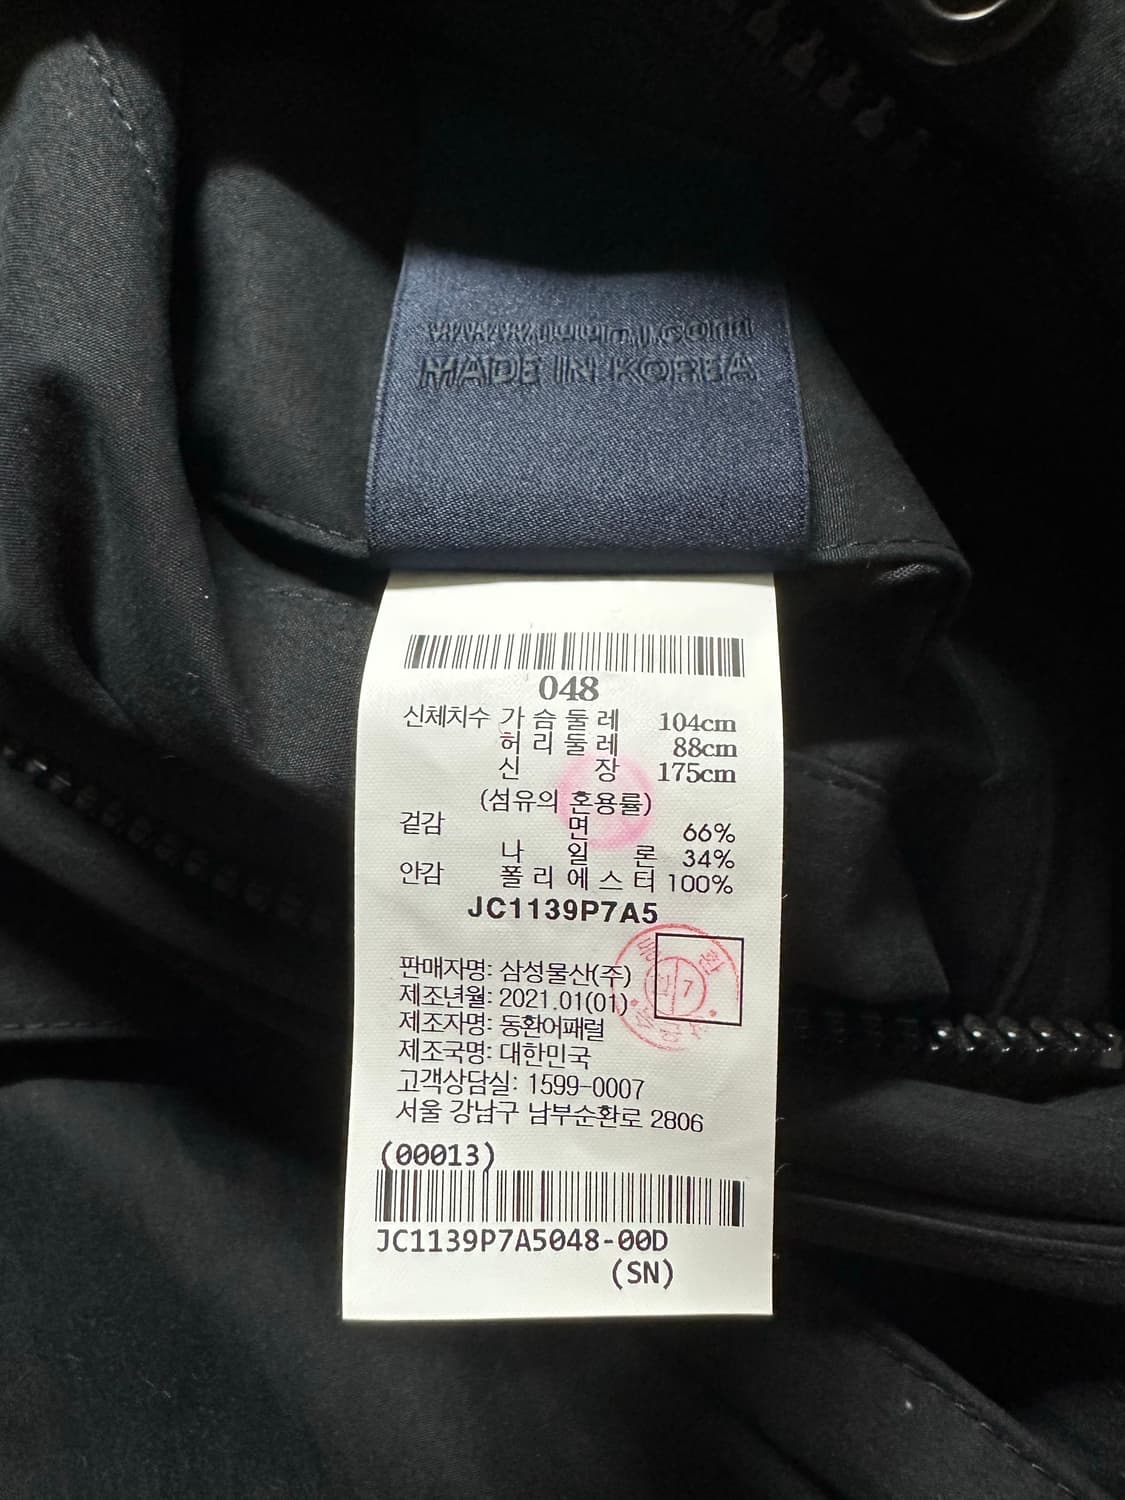 MADE IN KOREA
048
신체치수 가슴둘레 104cm
허리둘레 88cm
신장 175cm
(섬유의 혼용률)
겉감 면 66%
나일론 34%
안감 폴리에스터 100%
JC1139P7A5
판매자명: 삼성물산(주)
제조년월: 2021.01(01)
제조자명: 동환어패럴
제조국명: 대한민국
고객상담실: 1599-0007
서울 강남구 남부순환로 2806
(00013)
JC1139P7A5048-00D
(SN)